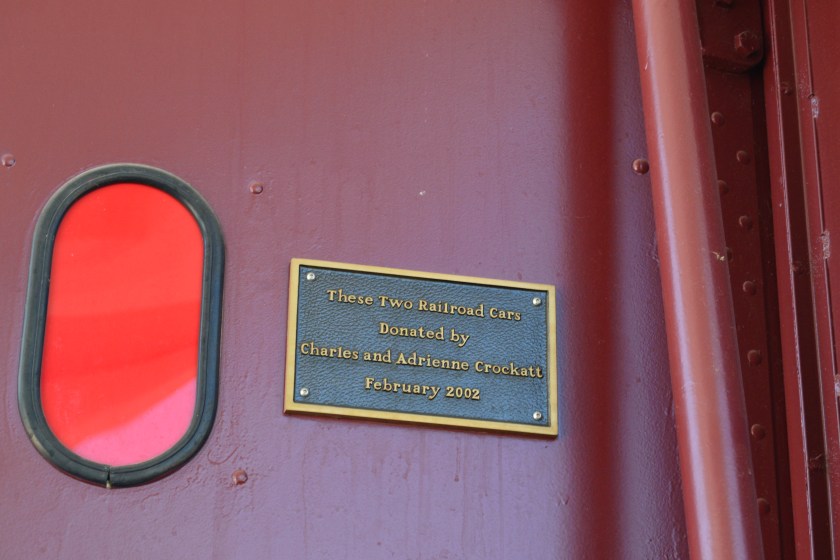 These Two Railroad Cars
Donated by
Charles and Adrienne Crockatt
February 2002